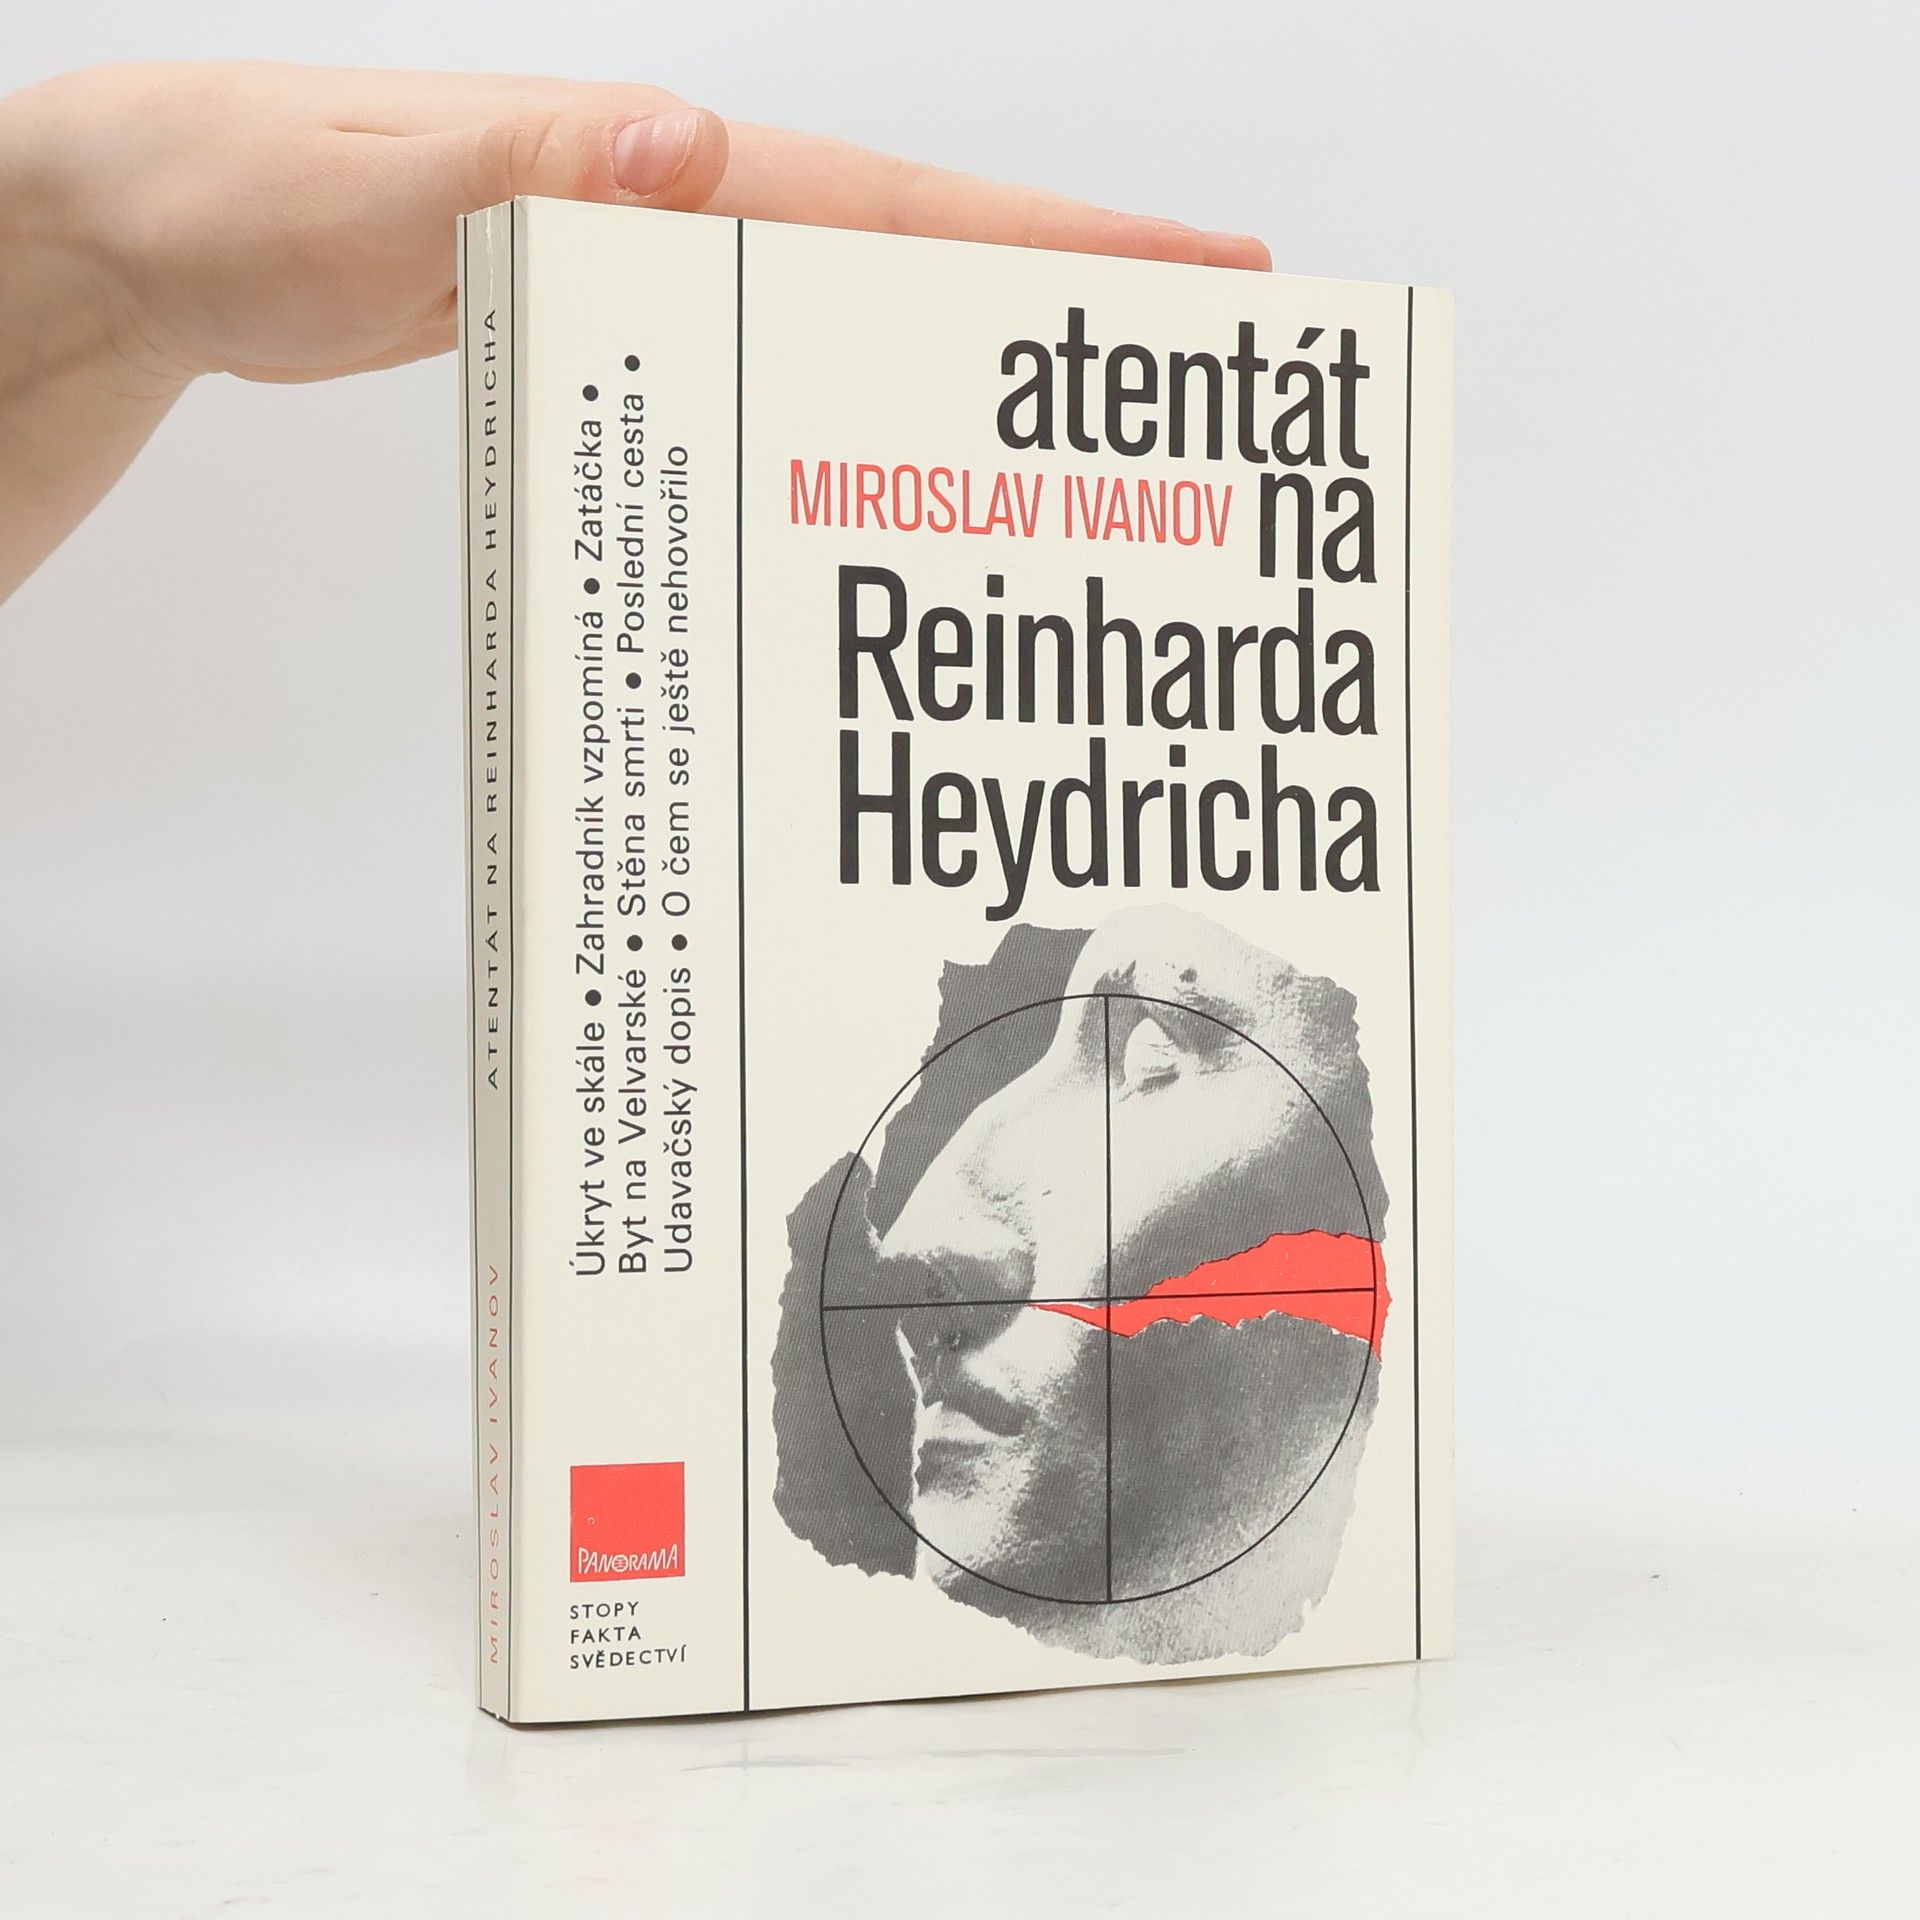 MIROSLAV IVANOV ATENTÁT NA REINHARDA HEYDRICHA
Úkryt ve skále • Zahradník vzpomíná • Zatáčka •
Byt na Velvarské • Stěna smrti • Poslední cesta •
Udavačský dopis • O čem se ještě nehovořilo
PANORAMA
STOPY
FAKTA
SVĚDECTVÍ
atentát
MIROSLAV IVANOV na
Reinharda
Heydricha